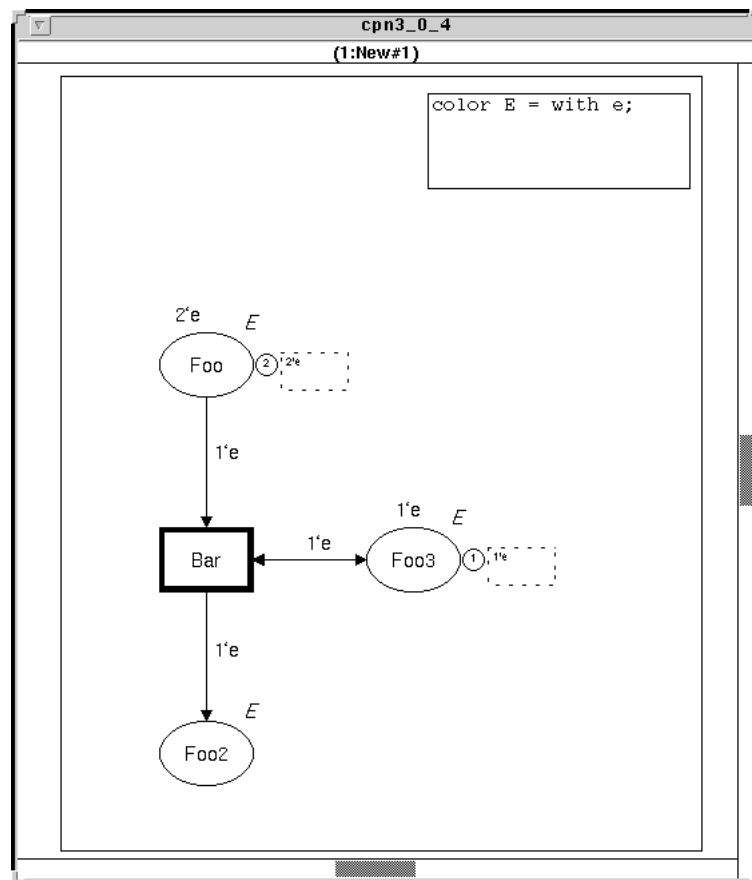 cpn3_0_4
(1:New#1)
color E = with e;
2‘e
E
Foo
2
2‘e
1‘e
1‘e
E
Bar
1‘e
Foo3
1
1‘e
1‘e
E
Foo2